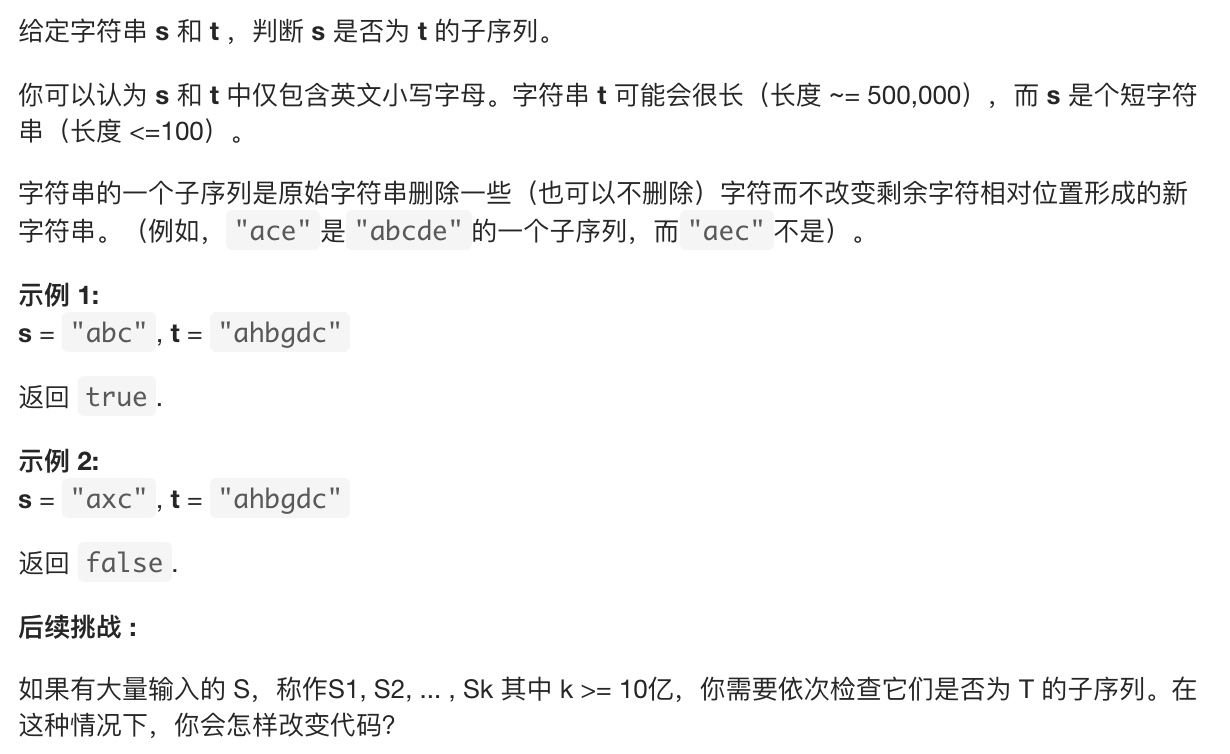 给定字符串 s 和 t ，判断 s 是否为 t 的子序列。
你可以认为 s 和 t 中仅包含英文小写字母。字符串 t 可能会很长（长度 ~= 500,000），而 s 是个短字符
串（长度 <=100）。
字符串的一个子序列是原始字符串删除一些（也可以不删除）字符而不改变剩余字符相对位置形成的新
字符串。（例如，"ace"是"abcde"的一个子序列，而"aec"不是）。
示例 1:
s = "abc", t = "ahbgdc"
返回 true.
示例 2:
s = "axc", t = "ahbgdc"
返回 false.
后续挑战 :
如果有大量输入的 S，称作S1, S2, ... , Sk 其中 k >= 10亿，你需要依次检查它们是否为 T 的子序列。在
这种情况下，你会怎样改变代码？